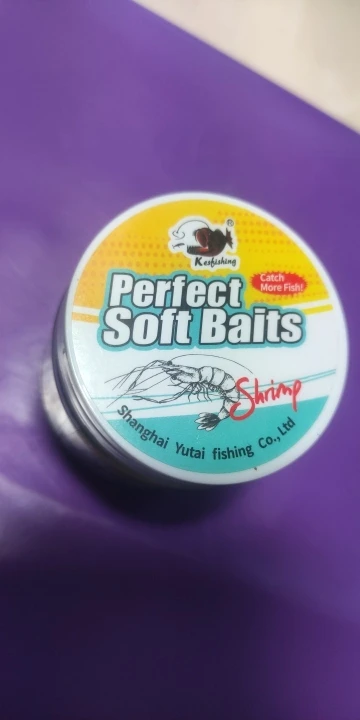 ®
Kesfishing
Perfect
Soft Baits
Catch
More Fish!
Shrimp
Shanghai Yutai fishing Co.,Ltd